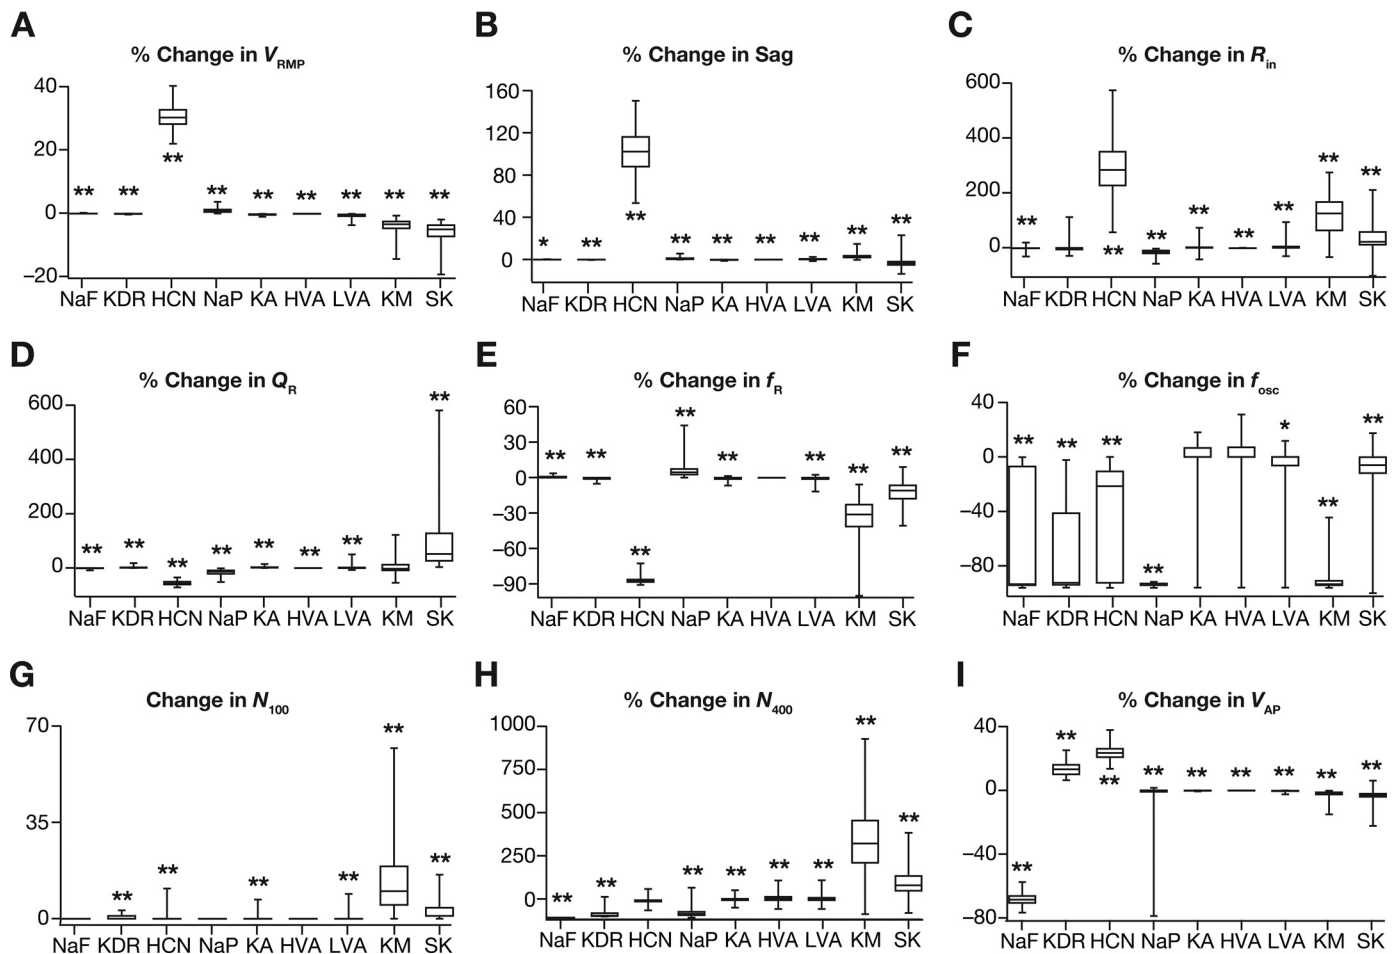 A
% Change in VRMP
40
20
0
−20
** ** ** ** ** ** ** ** **
NaF KDR HCN NaP KA HVA LVA KM SK
B
% Change in Sag
160
120
80
40
0
* ** ** ** ** ** ** ** **
NaF KDR HCN NaP KA HVA LVA KM SK
C
% Change in Rin
600
400
200
0
** ** ** ** ** ** ** **
NaF KDR HCN NaP KA HVA LVA KM SK
D
% Change in QR
600
400
200
0
** ** ** ** ** ** ** **
NaF KDR HCN NaP KA HVA LVA KM SK
E
% Change in fR
60
30
0
−30
−60
−90
** ** ** ** ** ** ** **
NaF KDR HCN NaP KA HVA LVA KM SK
F
% Change in fosc
40
0
−40
−80
** ** ** ** * ** **
NaF KDR HCN NaP KA HVA LVA KM SK
G
Change in N100
70
35
0
** ** ** ** ** **
NaF KDR HCN NaP KA HVA LVA KM SK
H
% Change in N400
1000
750
500
250
0
** ** ** ** ** ** ** **
NaF KDR HCN NaP KA HVA LVA KM SK
I
% Change in VAP
40
0
−40
−80
** ** ** ** ** ** ** ** **
NaF KDR HCN NaP KA HVA LVA KM SK